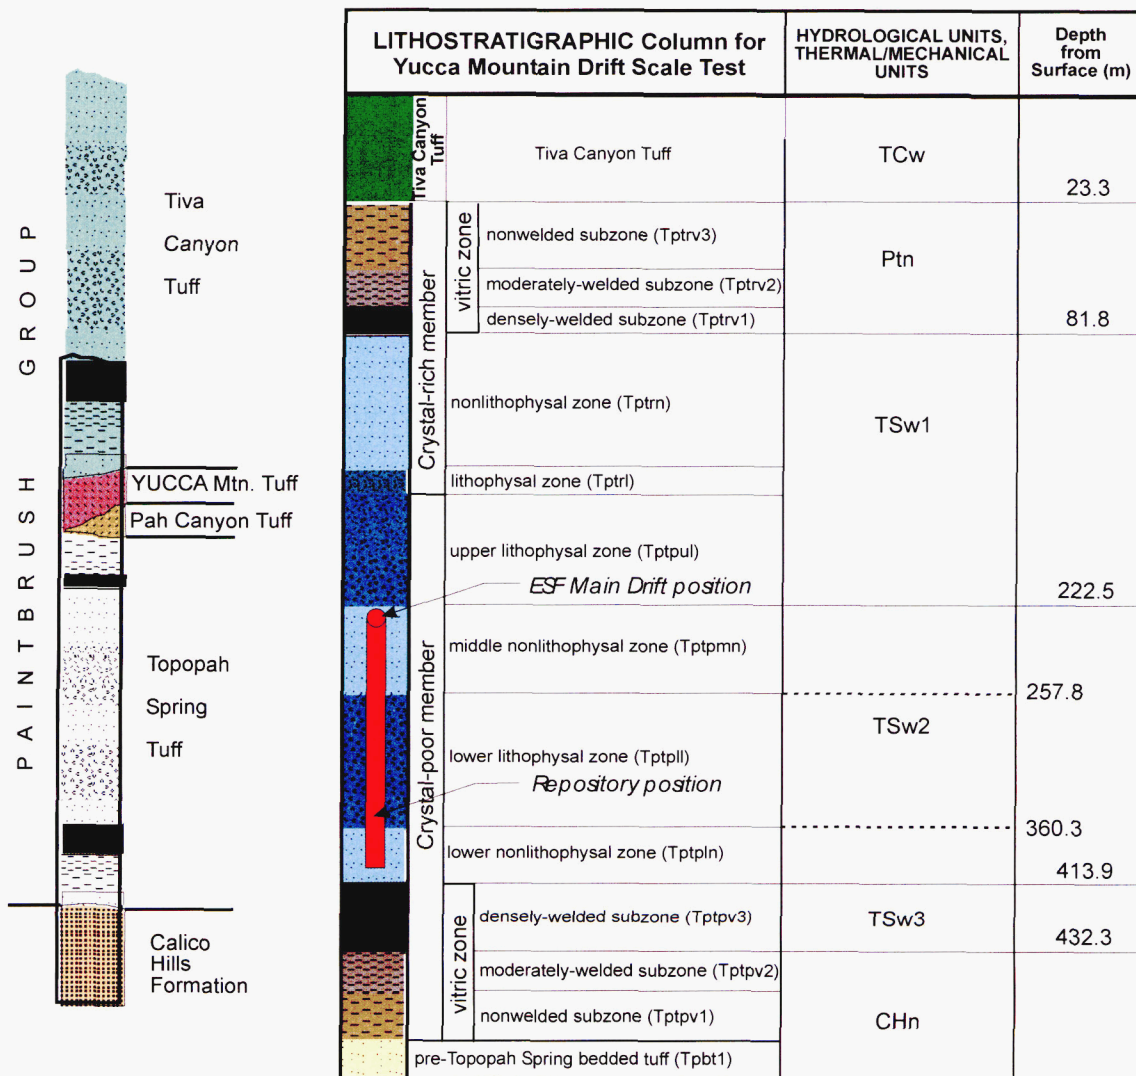 PAINTBRUSH GROUP
Tiva
Canyon
Tuff
YUCCA Mtn. Tuff
Pah Canyon Tuff
Topopah
Spring
Tuff
Calico
Hills
Formation
LITHOSTRATIGRAPHIC Column for
Yucca Mountain Drift Scale Test
HYDROLOGICAL UNITS,
THERMAL/MECHANICAL
UNITS
Depth
from
Surface (m)
Tiva Canyon
Tuff
Tiva Canyon Tuff
TCw
23.3
Crystal-rich member
vitric zone
nonwelded subzone (Tptrv3)
Ptn
moderately-welded subzone (Tptrv2)
densely-welded subzone (Tptrv1)
81.8
nonlithophysal zone (Tptrn)
TSw1
lithophysal zone (Tptrl)
Crystal-poor member
upper lithophysal zone (Tptpul)
ESF Main Drift position
222.5
middle nonlithophysal zone (Tptpmn)
257.8
TSw2
lower lithophysal zone (Tptpll)
Repository position
360.3
lower nonlithophysal zone (Tptpln)
413.9
vitric zone
densely-welded subzone (Tptpv3)
TSw3
432.3
moderately-welded subzone (Tptpv2)
nonwelded subzone (Tptpv1)
CHn
pre-Topopah Spring bedded tuff (Tpbt1)